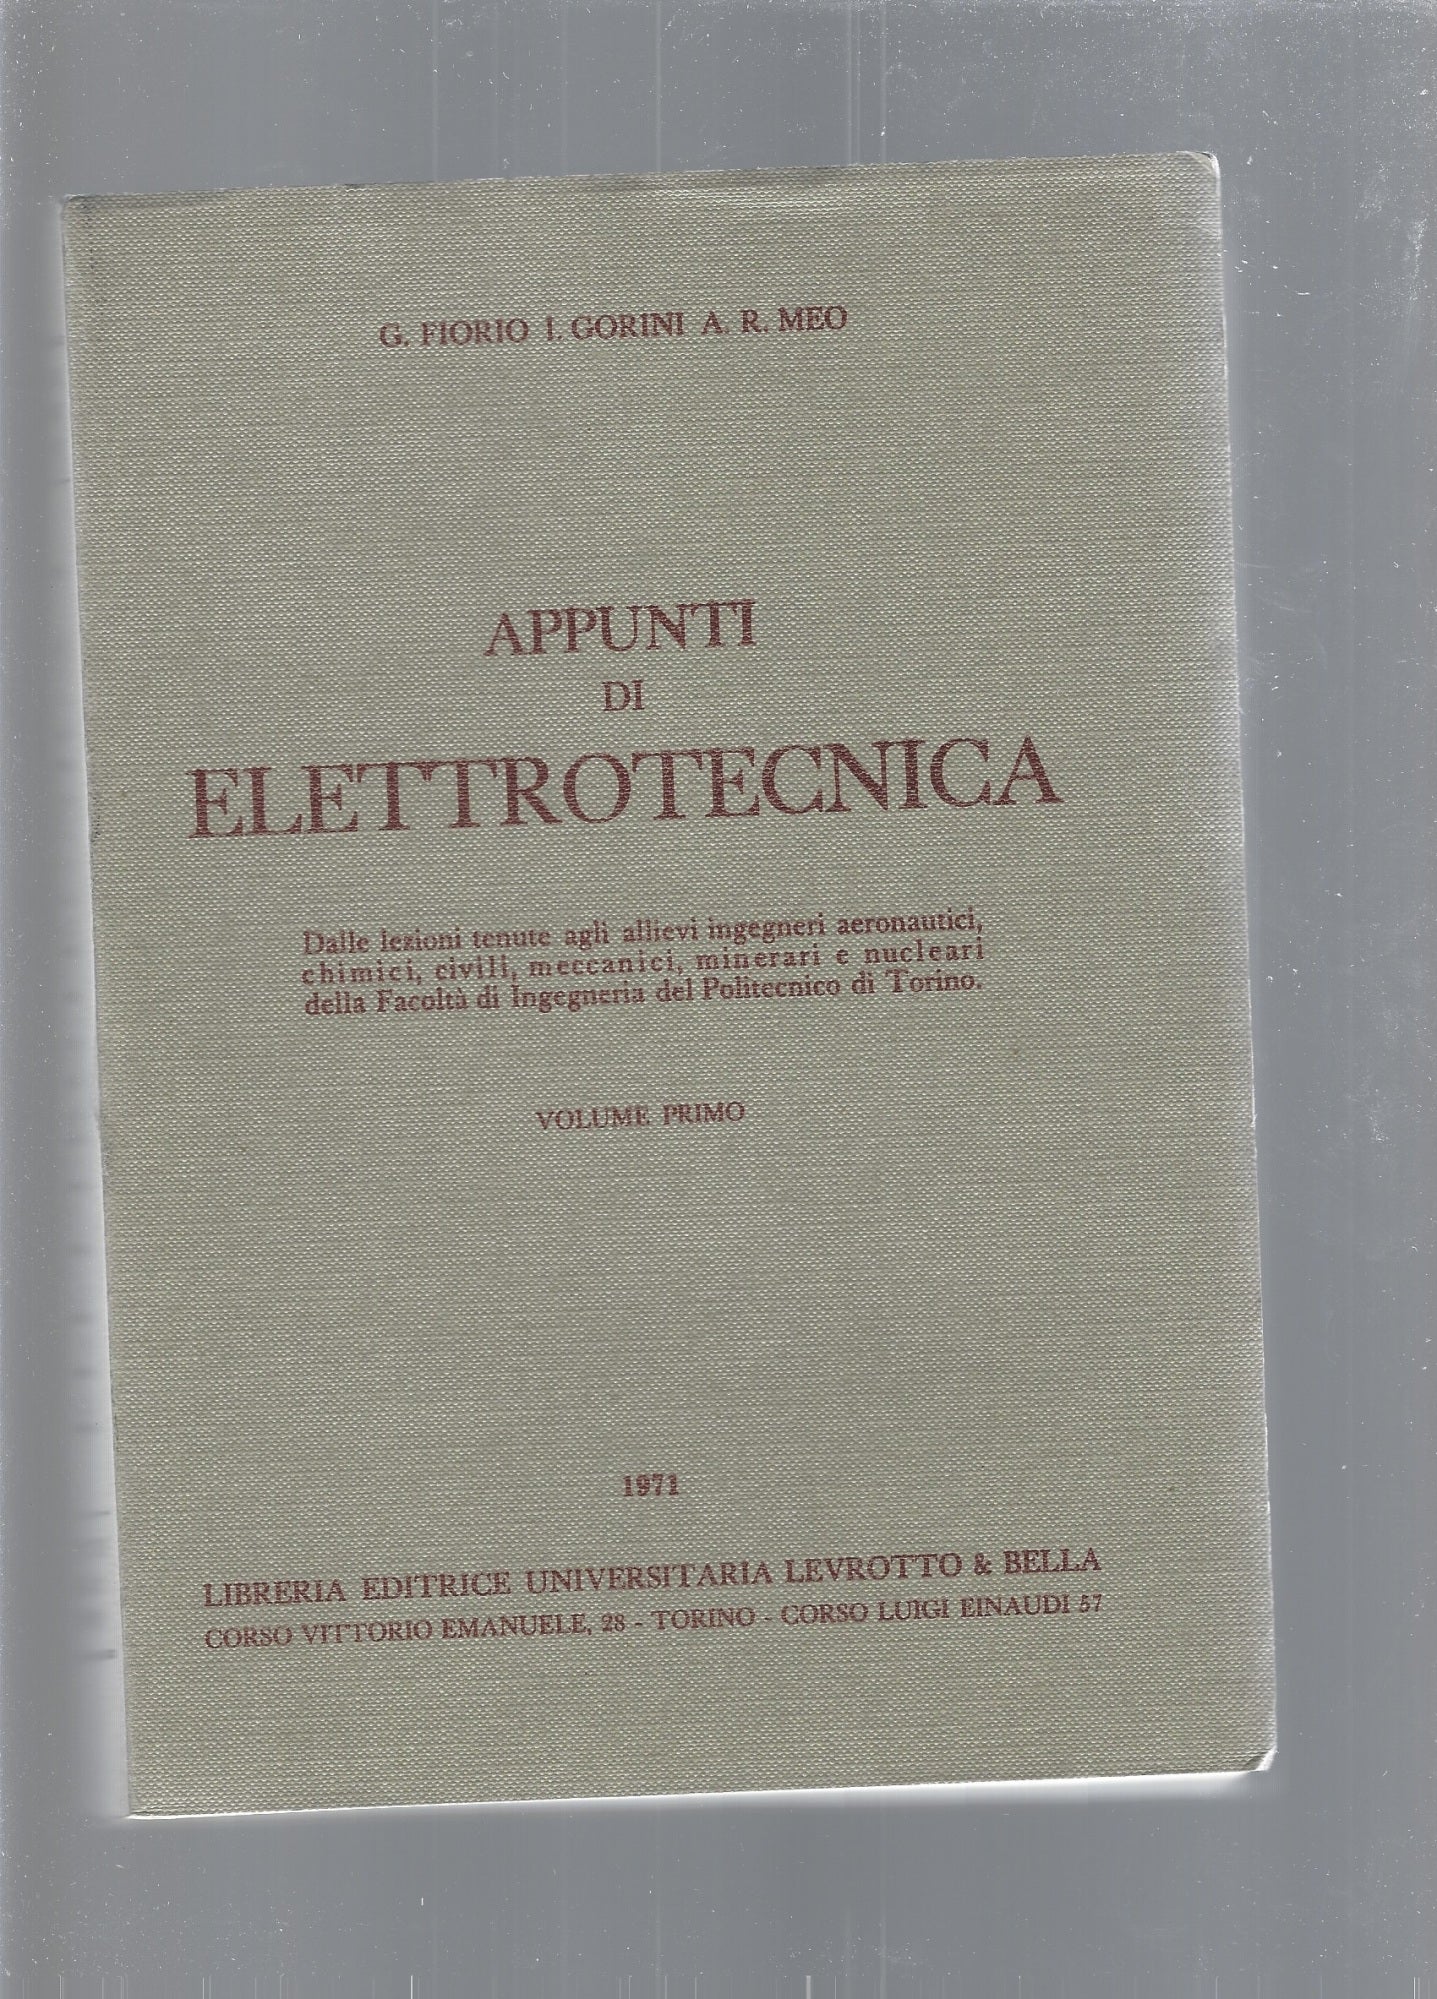 G. FIORIO I. GORINI A. R. MEO
APPUNTI
DI
ELETTROTECNICA
Dalle lezioni tenute agli allievi ingegneri aeronautici,
chimici, civili, meccanici, minerari e nucleari
della Facoltà di Ingegneria del Politecnico di Torino.
VOLUME PRIMO
1971
LIBRERIA EDITRICE UNIVERSITARIA LEVROTTO & BELLA
CORSO VITTORIO EMANUELE, 28 - TORINO - CORSO LUIGI EINAUDI 57